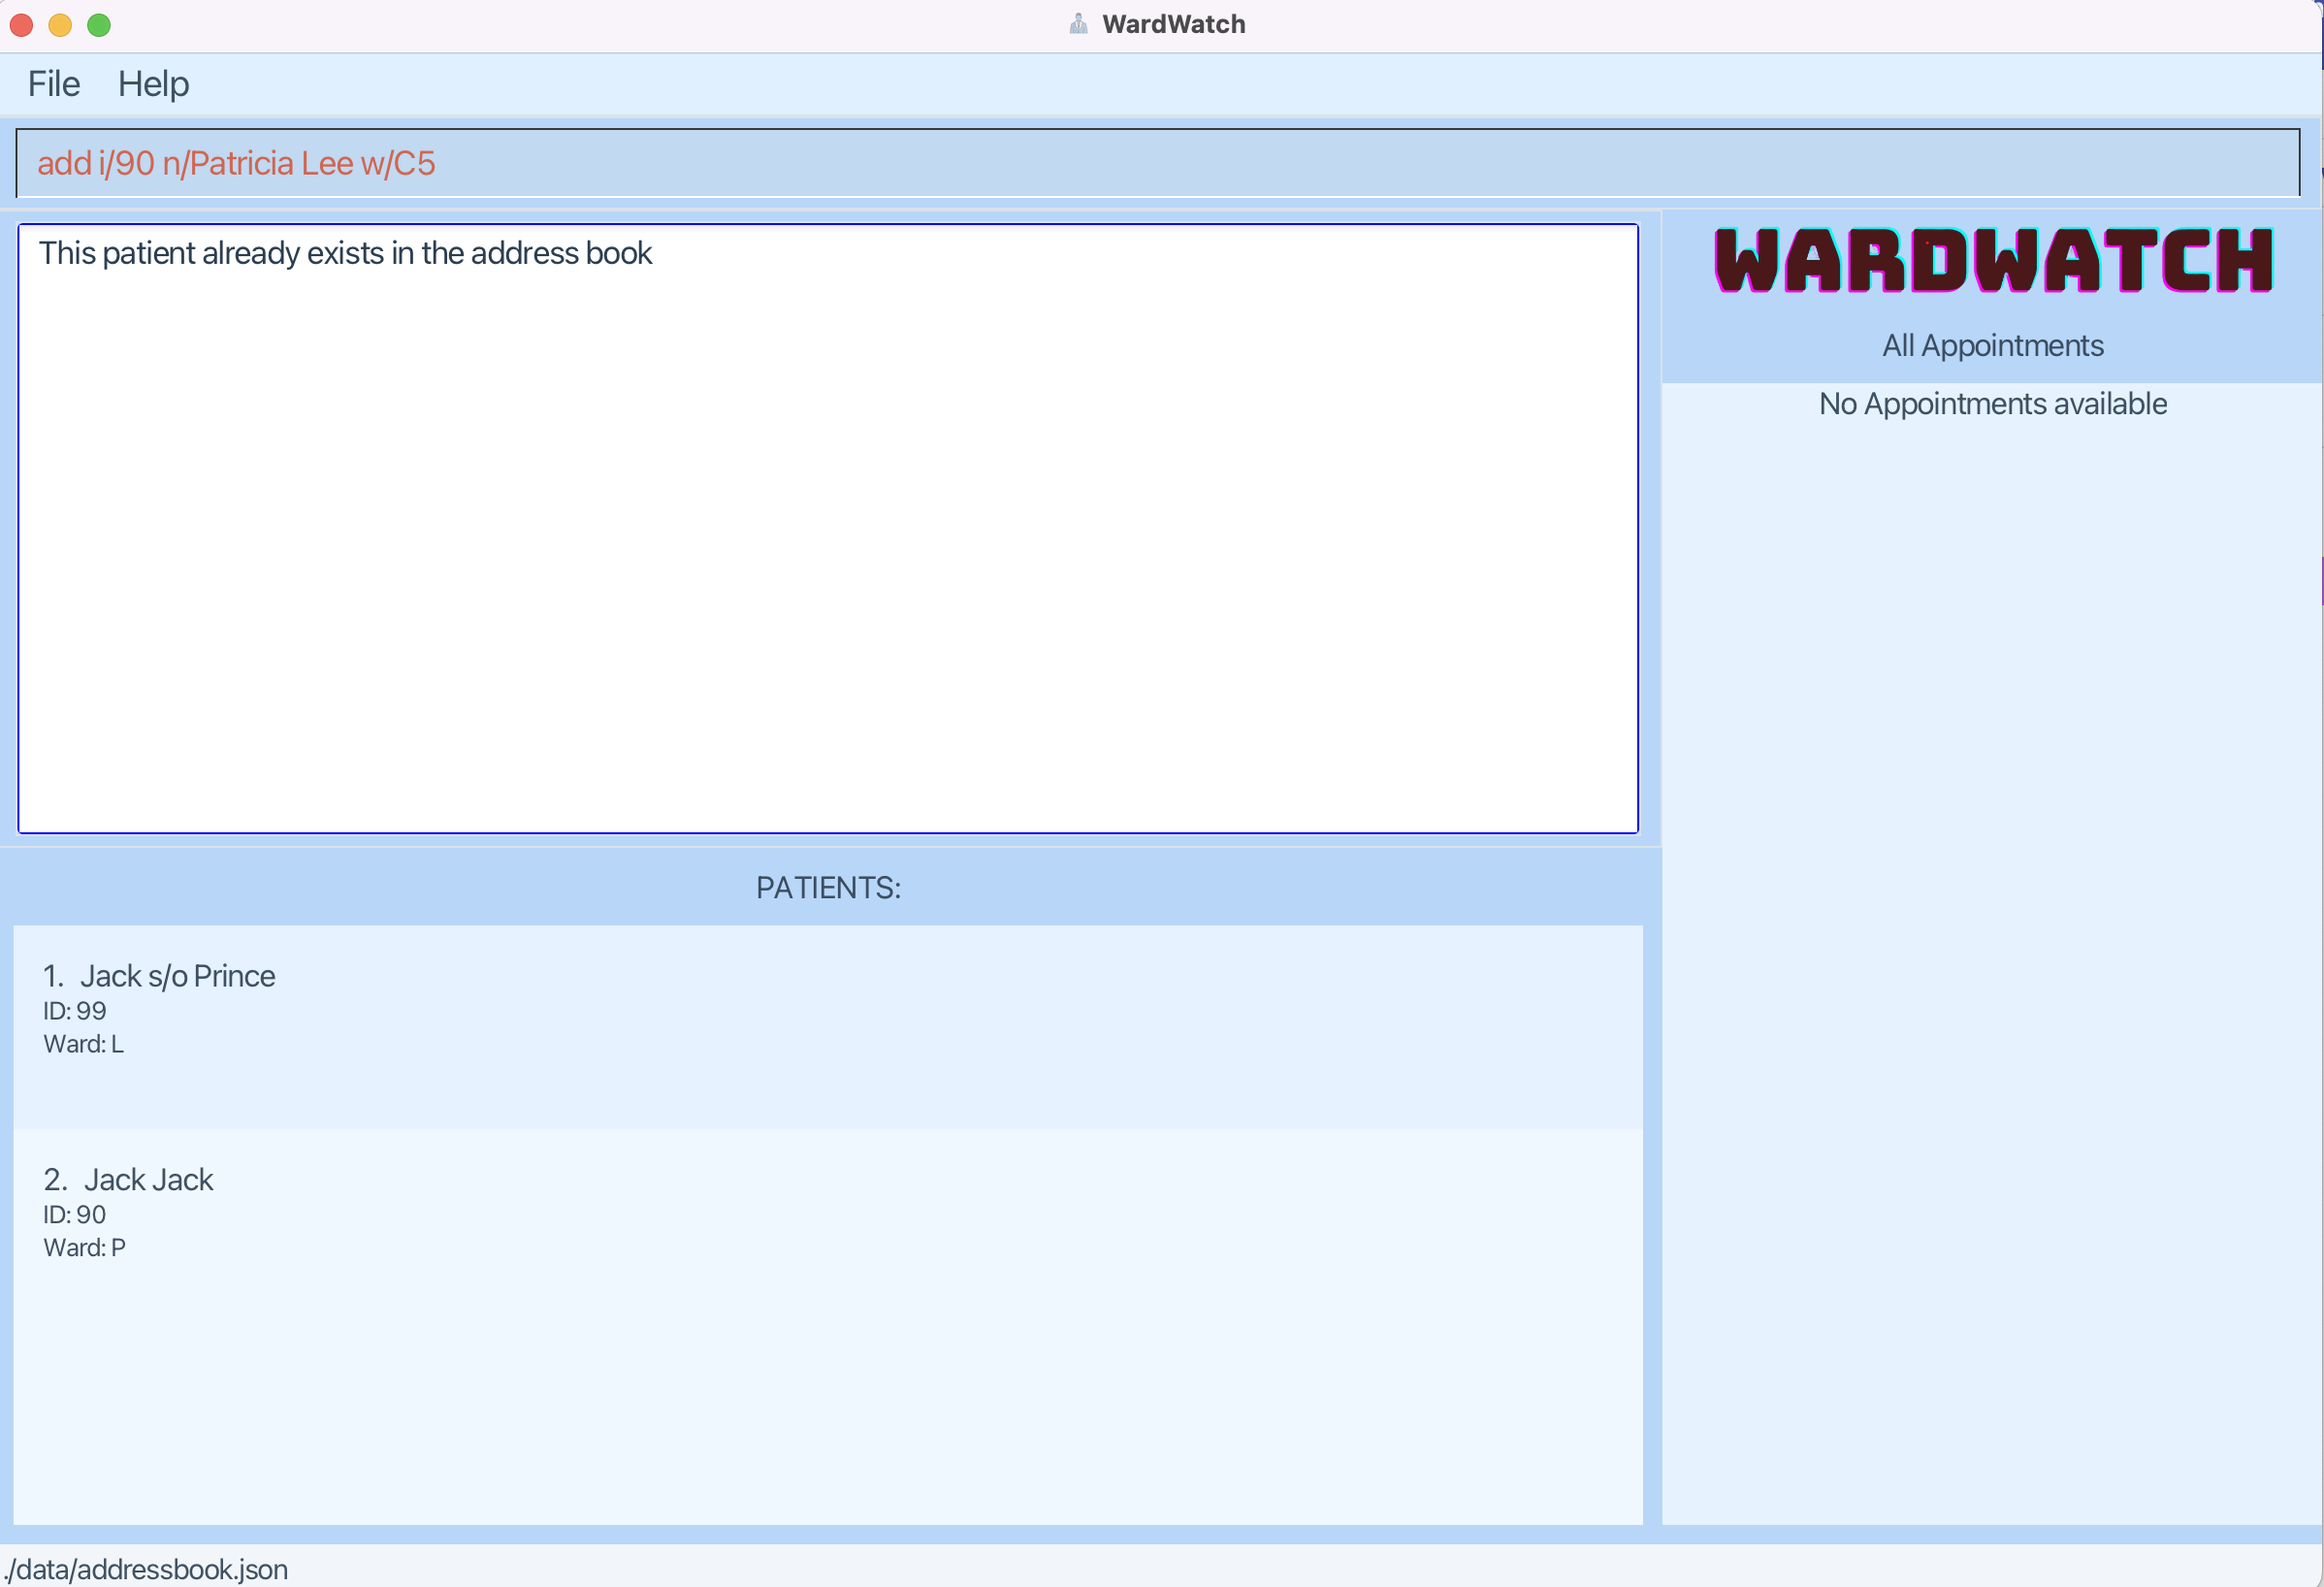 WardWatch
File Help
add i/90 n/Patricia Lee w/C5
This patient already exists in the address book
WARDWATCH
All Appointments
No Appointments available
PATIENTS:
1. Jack s/o Prince
ID: 99
Ward: L
2. Jack Jack
ID: 90
Ward: P
./data/addressbook.json